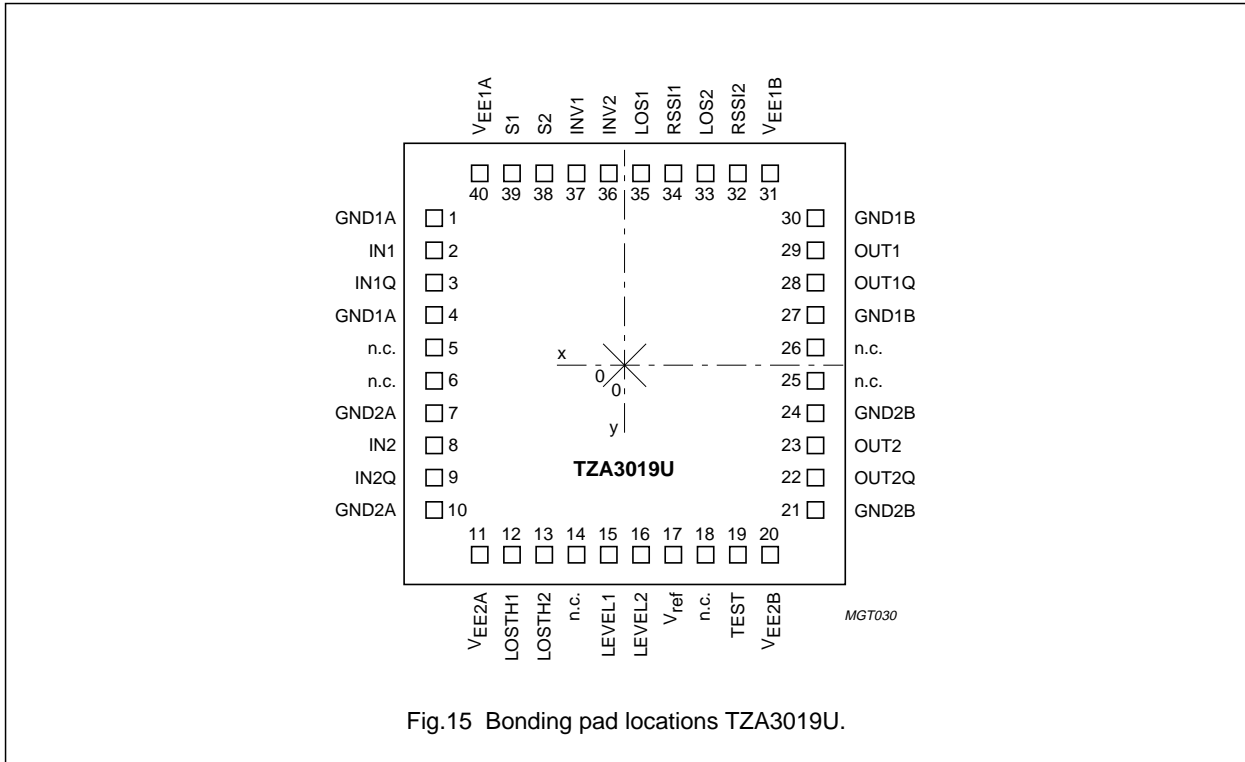 VEE1A
S1
S2
INV1
INV2
LOS1
RSSI1
LOS2
RSSI2
VEE1B
40 39 38 37 36 35 34 33 32 31
GND1A 1 30 GND1B
IN1 2 29 OUT1
IN1Q 3 28 OUT1Q
GND1A 4 27 GND1B
n.c. 5 26 n.c.
x
0
0
n.c. 6 25 n.c.
GND2A 7 24 GND2B
y
IN2 8 23 OUT2
TZA3019U
IN2Q 9 22 OUT2Q
GND2A 10 21 GND2B
11 12 13 14 15 16 17 18 19 20
VEE2A
LOSTH1
LOSTH2
n.c.
LEVEL1
LEVEL2
Vref
n.c.
TEST
VEE2B
MGT030
Fig.15 Bonding pad locations TZA3019U.